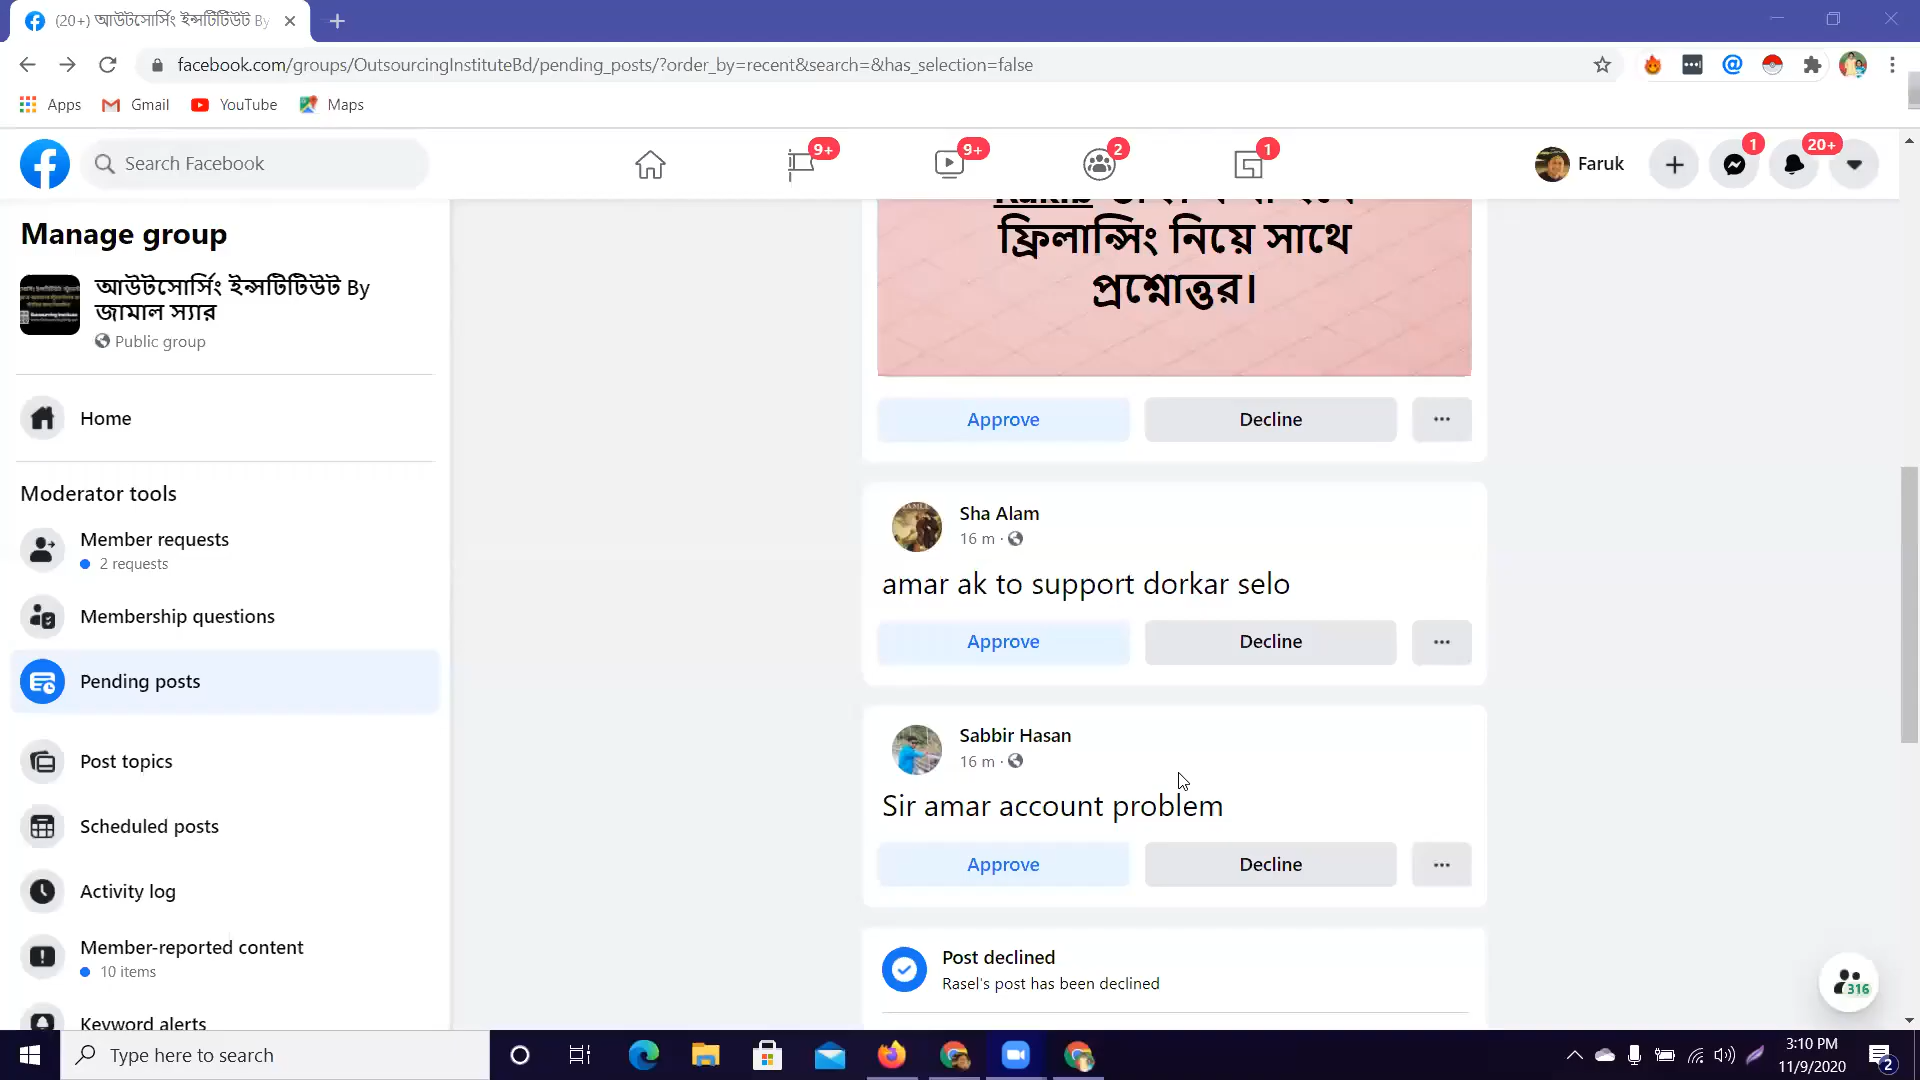 (20+) আউটসোর্সিং ইন্সটিটিউট By
facebook.com/groups/OutsourcingInstituteBd/pending_posts/?order_by=recent&search=&has_selection=false
Apps
Gmail
YouTube
Maps
Search Facebook
9+
9+
2
1
Faruk
1
20+
Manage group
আউটসোর্সিং ইন্সটিটিউট By
জামাল স্যার
Public group
Home
Moderator tools
Member requests
2 requests
Membership questions
Pending posts
Post topics
Scheduled posts
Activity log
Member-reported content
10 items
Keyword alerts
ফ্রিলান্সিং নিয়ে সাথে
প্রশ্নোত্তর।
Approve
Decline
Sha Alam
16 m
amar ak to support dorkar selo
Approve
Decline
Sabbir Hasan
16 m
Sir amar account problem
Approve
Decline
Post declined
Rasel's post has been declined
316
Type here to search
3:10 PM
11/9/2020
2